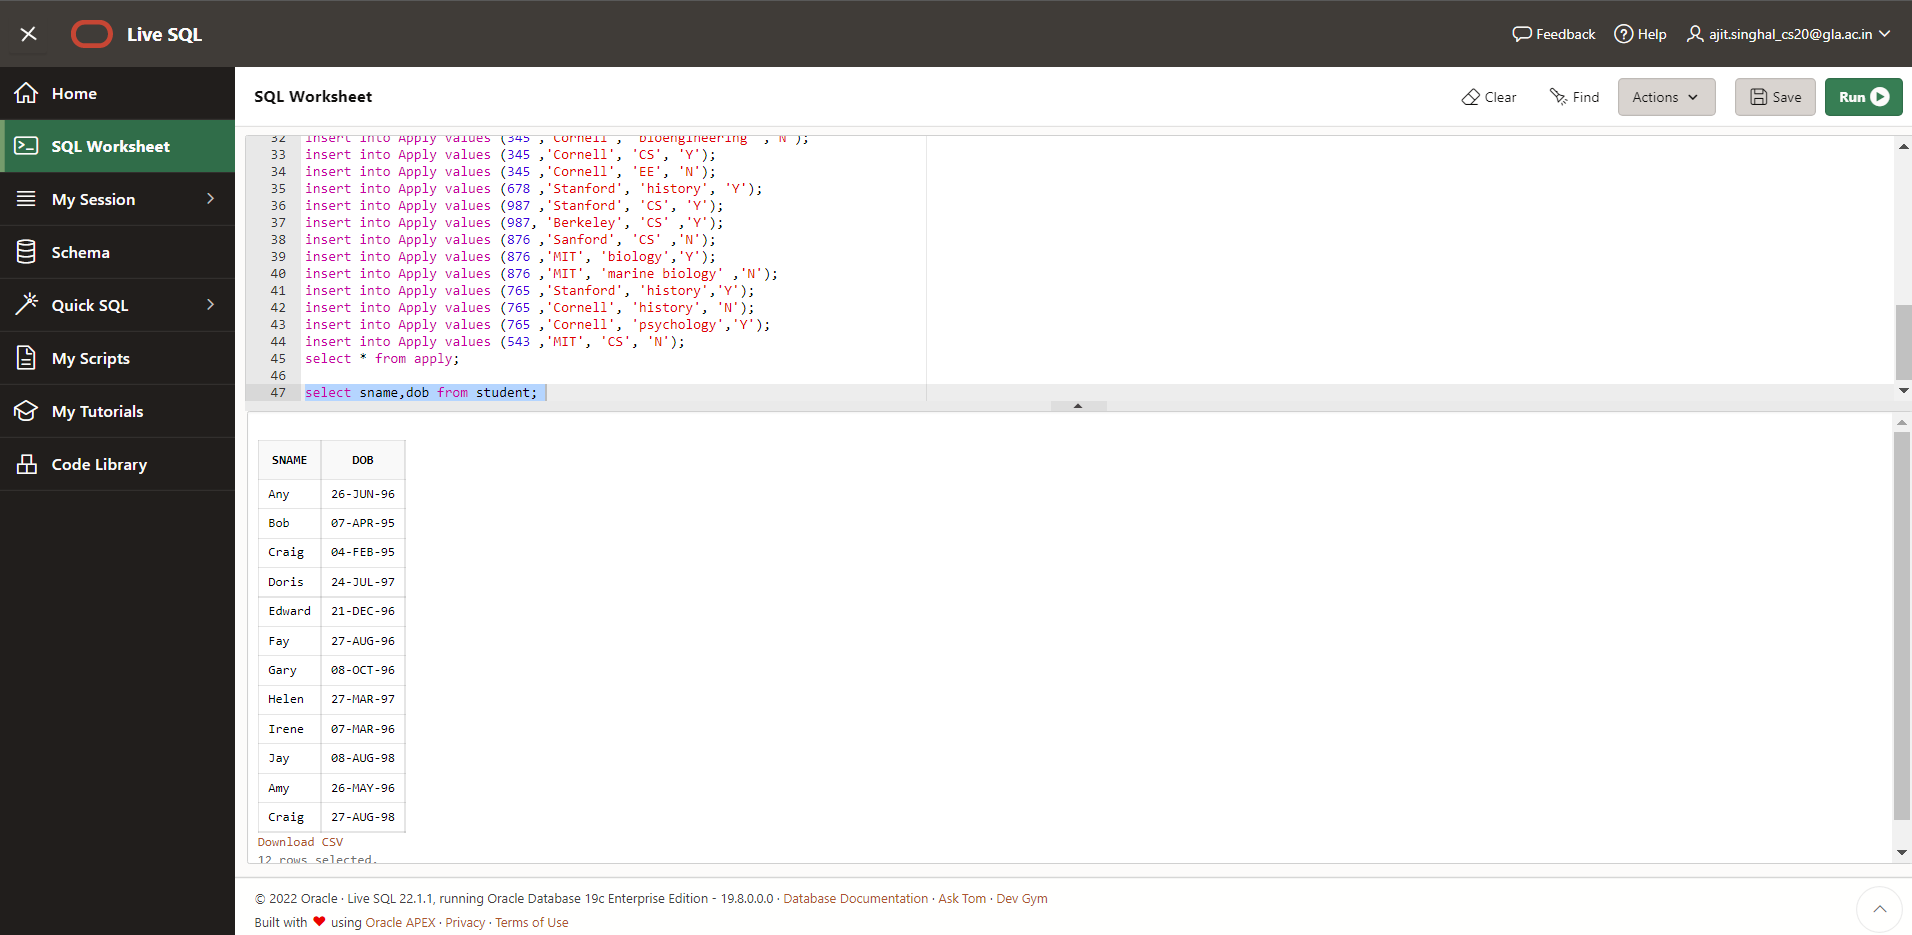 Live SQL
Feedback
Help
ajit.singhal_cs20@gla.ac.in
Home
SQL Worksheet
My Session
Schema
Quick SQL
My Scripts
My Tutorials
Code Library
SQL Worksheet
Clear
Find
Actions
Save
Run
32 insert into Apply values (345 ,'Cornell', 'bioengineering' ,'N');
33 insert into Apply values (345 ,'Cornell', 'CS', 'Y');
34 insert into Apply values (345 ,'Cornell', 'EE', 'N');
35 insert into Apply values (678 ,'Stanford', 'history', 'Y');
36 insert into Apply values (987 ,'Stanford', 'CS', 'Y');
37 insert into Apply values (987, 'Berkeley', 'CS' ,'Y');
38 insert into Apply values (876 ,'Sanford', 'CS' ,'N');
39 insert into Apply values (876 ,'MIT', 'biology','Y');
40 insert into Apply values (876 ,'MIT', 'marine biology' ,'N');
41 insert into Apply values (765 ,'Stanford', 'history','Y');
42 insert into Apply values (765 ,'Cornell', 'history', 'N');
43 insert into Apply values (765 ,'Cornell', 'psychology','Y');
44 insert into Apply values (543 ,'MIT', 'CS', 'N');
45 select * from apply;
46
47 select sname,dob from student;
SNAME DOB
Any 26-JUN-96
Bob 07-APR-95
Craig 04-FEB-95
Doris 24-JUL-97
Edward 21-DEC-96
Fay 27-AUG-96
Gary 08-OCT-96
Helen 27-MAR-97
Irene 07-MAR-96
Jay 08-AUG-98
Amy 26-MAY-96
Craig 27-AUG-98
Download CSV
12 rows selected.
© 2022 Oracle · Live SQL 22.1.1, running Oracle Database 19c Enterprise Edition - 19.8.0.0.0 · Database Documentation · Ask Tom · Dev Gym
Built with ❤ using Oracle APEX · Privacy · Terms of Use